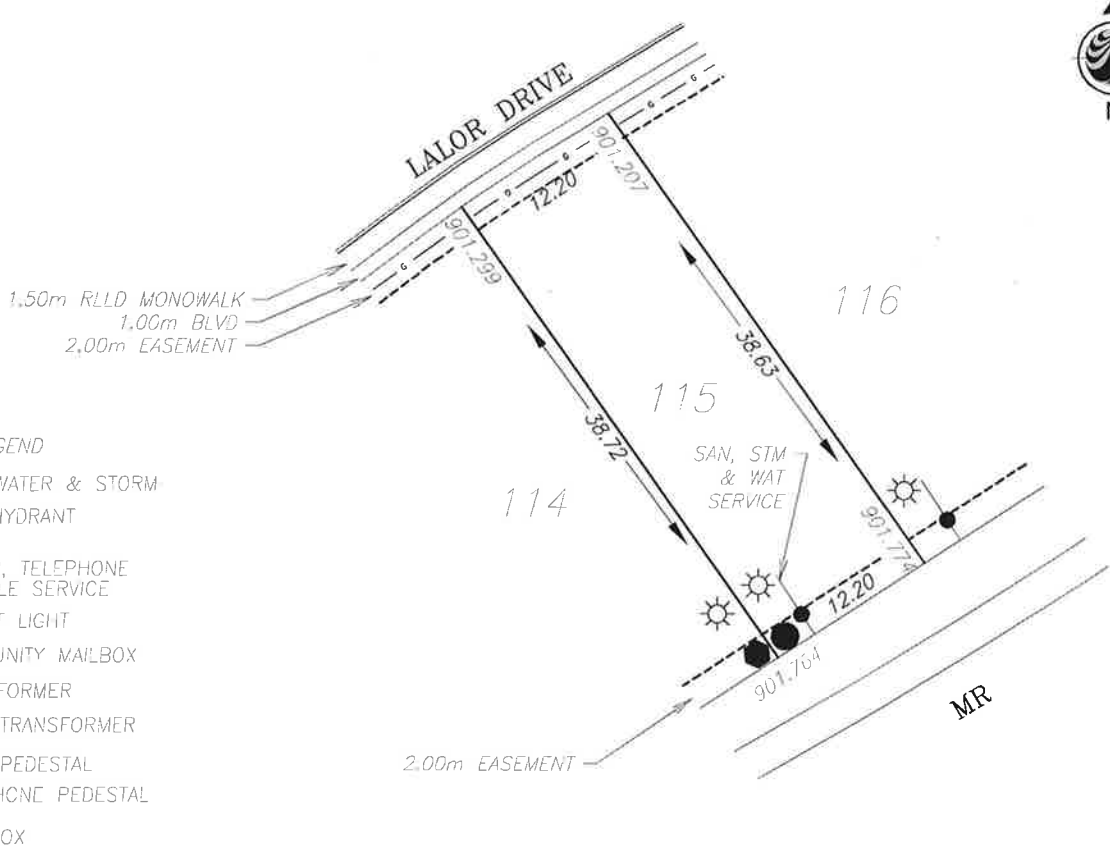 LALOR DRIVE
G
G
G
G
G
12.20
901.207
901.299
1.50m RLLD MONOWALK
1.00m BLVD
2.00m EASEMENT
116
38.63
115
38.72
SAN, STM
& WAT
SERVICE
114
901.774
12.20
901.764
MR
2.00m EASEMENT
GEND
WATER & STORM
HYDRANT
, TELEPHONE
LE SERVICE
T LIGHT
UNITY MAILBOX
FORMER
TRANSFORMER
PEDESTAL
HONE PEDESTAL
OX